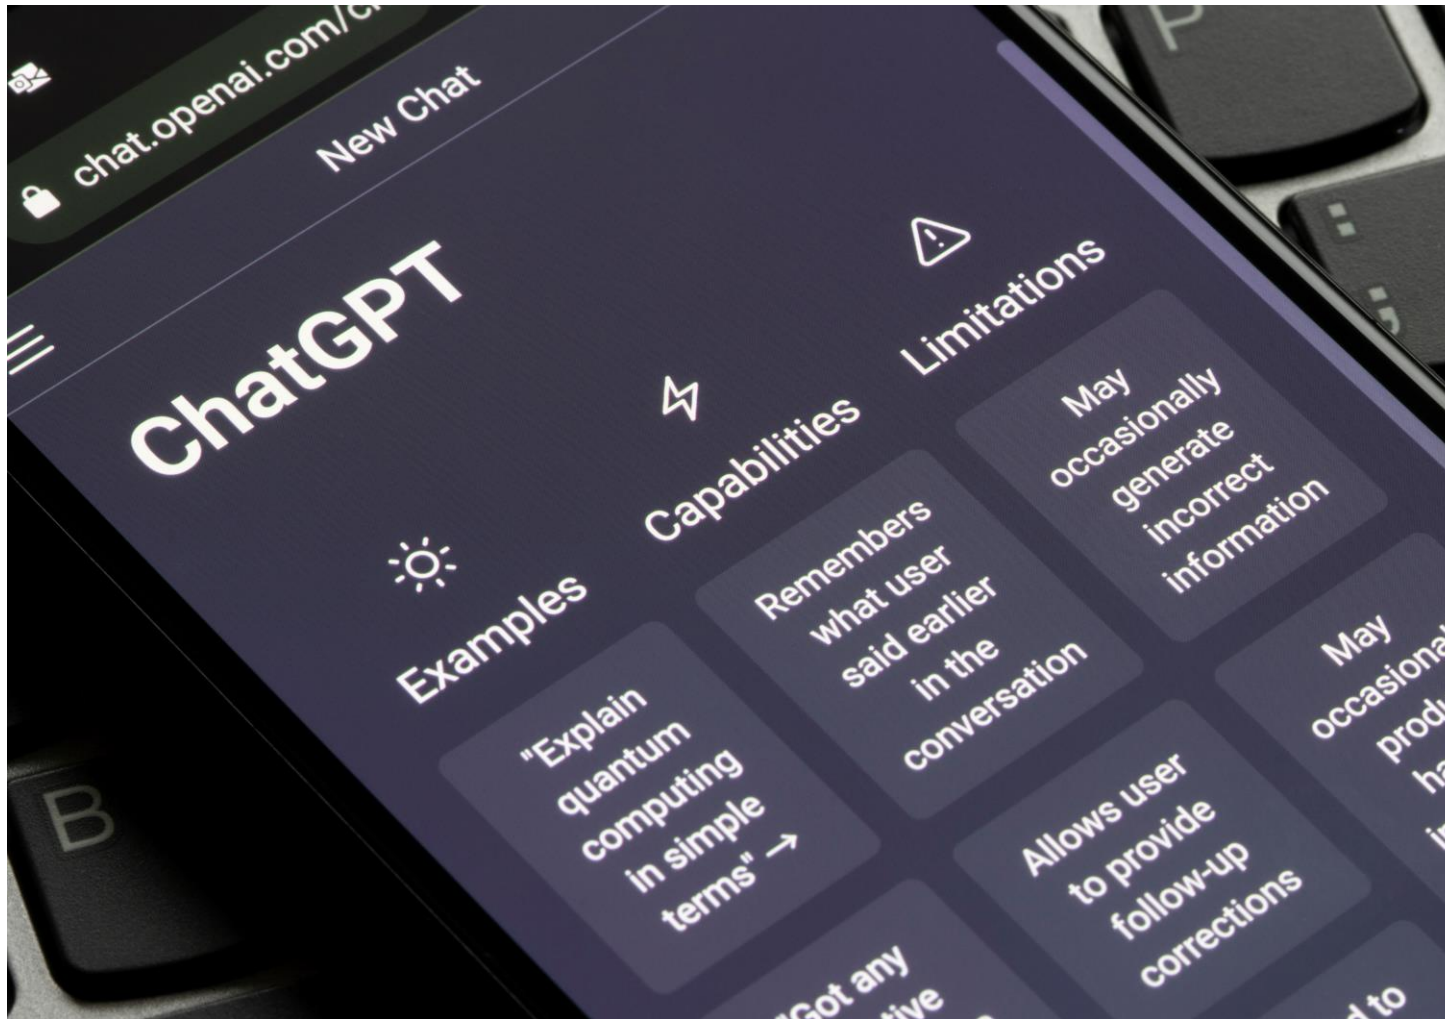 chat.openai.com/
New Chat
ChatGPT
Examples
"Explain
quantum
computing
in simple
terms" →
"Got any
Capabilities
Remembers
what user
said earlier
in the
conversation
Allows user
to provide
follow-up
corrections
to
Limitations
May
occasionally
generate
incorrect
information
May
P
:
;
B